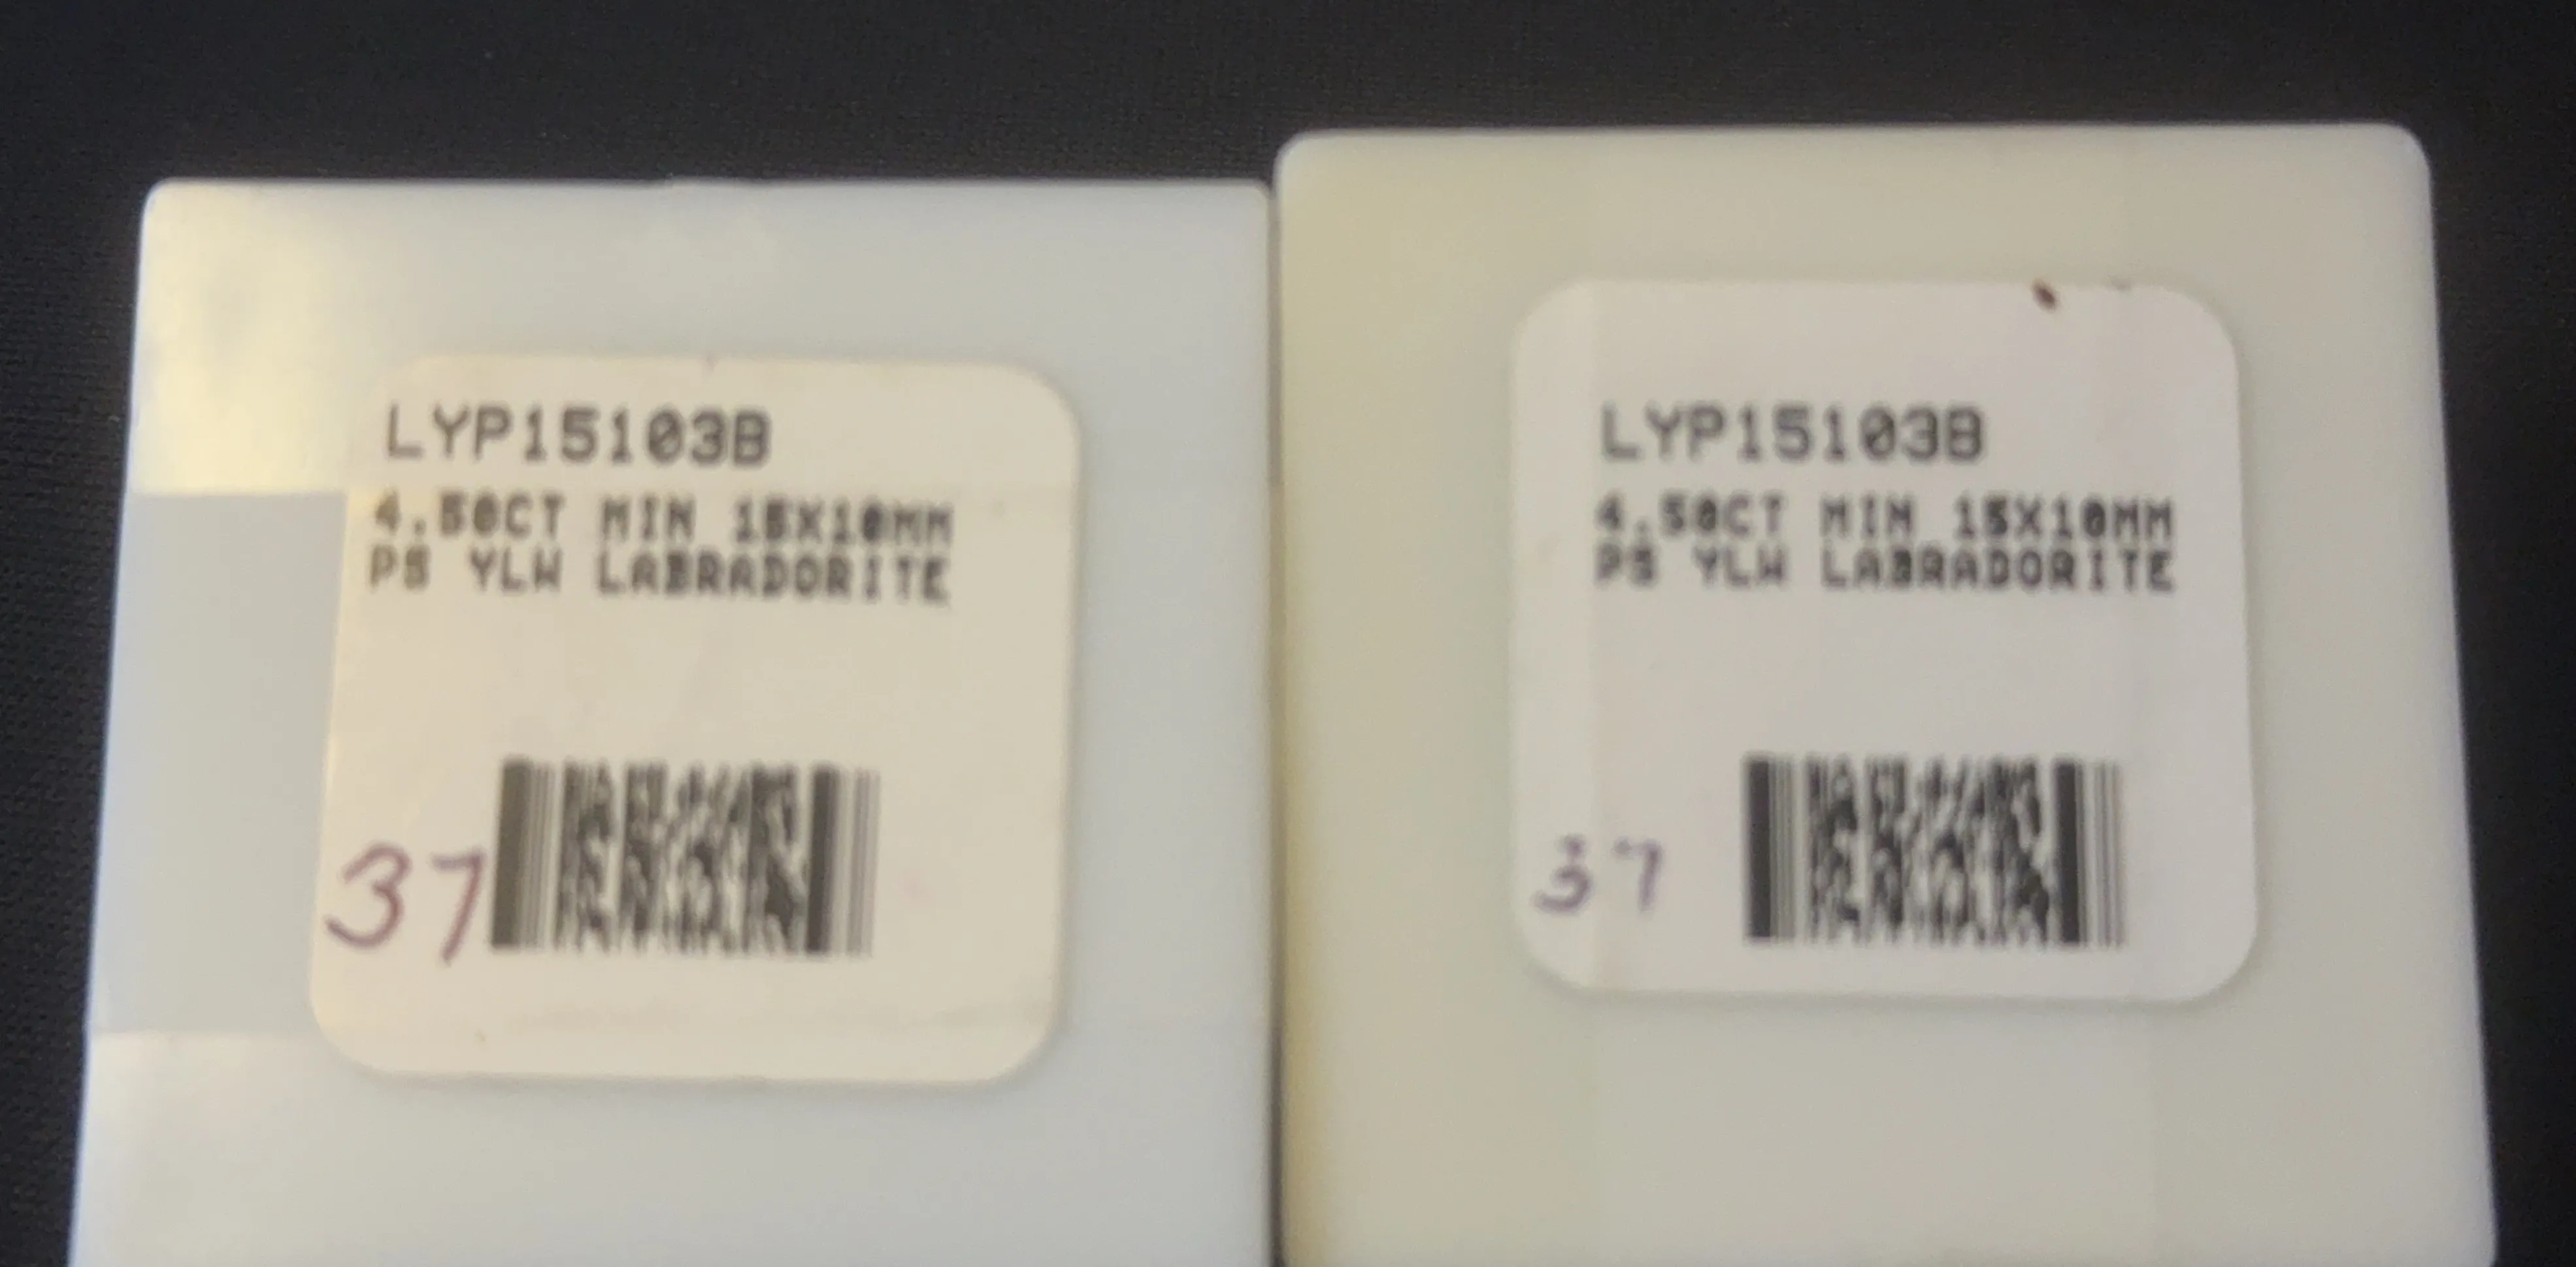 LYP15103B
4.50CT MIN 15X10MM
PS YLW LABRADORITE
37
LYP15103B
4.50CT MIN 15X10MM
PS YLW LABRADORITE
37